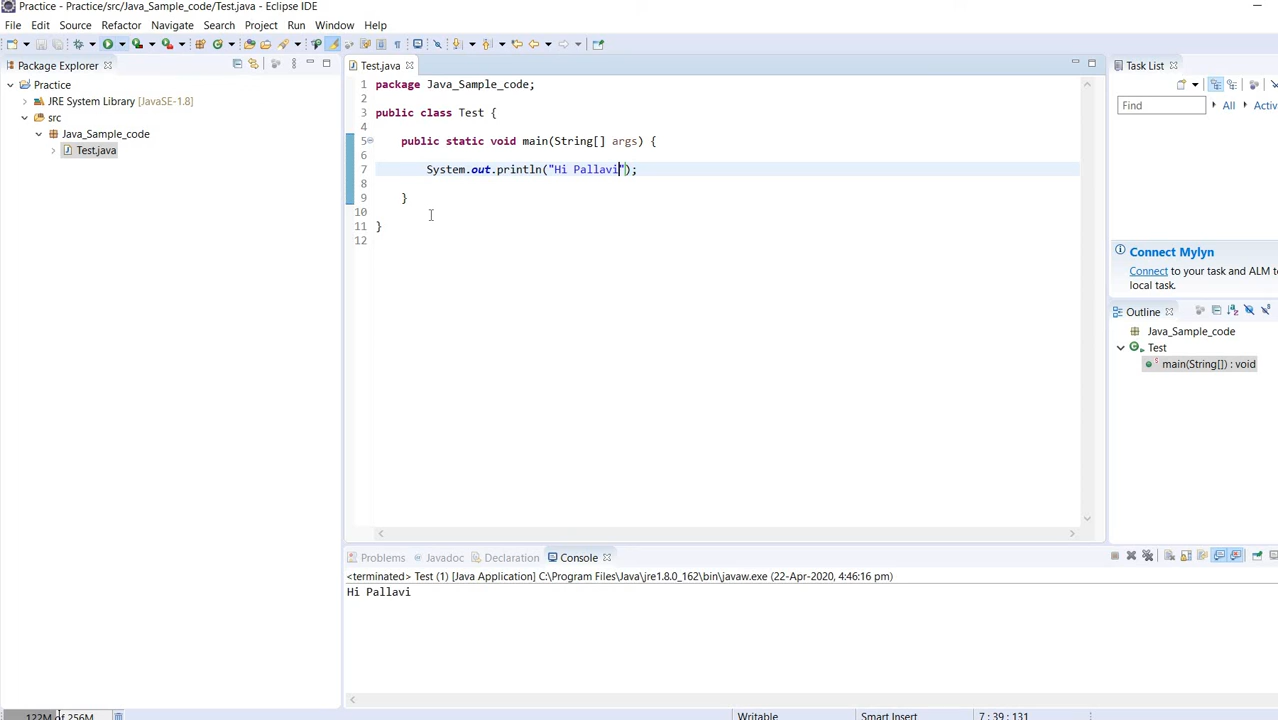 Practice - Practice/src/Java_Sample_code/Test.java - Eclipse IDE
File Edit Source Refactor Navigate Search Project Run Window Help
Package Explorer
Practice
JRE System Library [JavaSE-1.8]
src
Java_Sample_code
Test.java
Test.java
1 package Java_Sample_code;
2
3 public class Test {
4
5 public static void main(String[] args) {
6
7 System.out.println("Hi Pallavi");
8
9 }
10
11 }
12
Task List
Find All Activ
Connect Mylyn
Connect to your task and ALM t
local task.
Outline
Java_Sample_code
Test
main(String[]) : void
Problems Javadoc Declaration Console
<terminated> Test (1) [Java Application] C:\Program Files\Java\jre1.8.0_162\bin\javaw.exe (22-Apr-2020, 4:46:16 pm)
Hi Pallavi
122M of 256M Writable Smart Insert 7 : 39 : 131